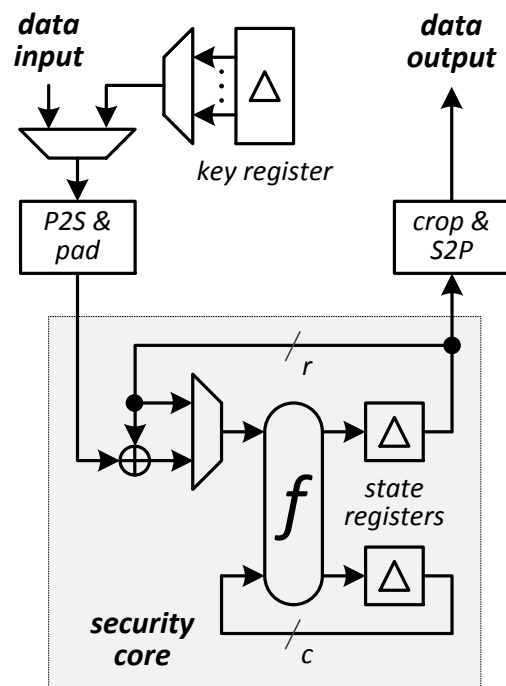 data
input
data
output
Δ
key register
P2S &
pad
crop &
S2P
r
Δ
f
state
registers
Δ
security
core
c